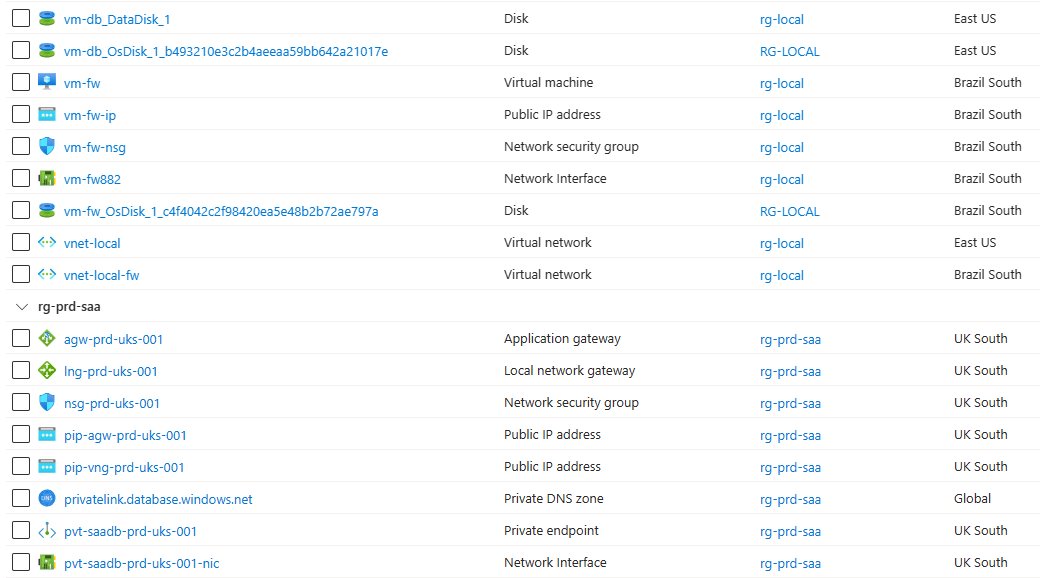 vm-db_DataDisk_1 Disk rg-local East US
vm-db_OsDisk_1_b493210e3c2b4aeeaa59bb642a21017e Disk RG-LOCAL East US
vm-fw Virtual machine rg-local Brazil South
vm-fw-ip Public IP address rg-local Brazil South
vm-fw-nsg Network security group rg-local Brazil South
vm-fw882 Network Interface rg-local Brazil South
vm-fw_OsDisk_1_c4f4042c2f98420ea5e48b2b72ae797a Disk RG-LOCAL Brazil South
vnet-local Virtual network rg-local East US
vnet-local-fw Virtual network rg-local Brazil South
rg-prd-saa
agw-prd-uks-001 Application gateway rg-prd-saa UK South
lng-prd-uks-001 Local network gateway rg-prd-saa UK South
nsg-prd-uks-001 Network security group rg-prd-saa UK South
pip-agw-prd-uks-001 Public IP address rg-prd-saa UK South
pip-vng-prd-uks-001 Public IP address rg-prd-saa UK South
DNS privatelink.database.windows.net Private DNS zone rg-prd-saa Global
pvt-saadb-prd-uks-001 Private endpoint rg-prd-saa UK South
pvt-saadb-prd-uks-001-nic Network Interface rg-prd-saa UK South